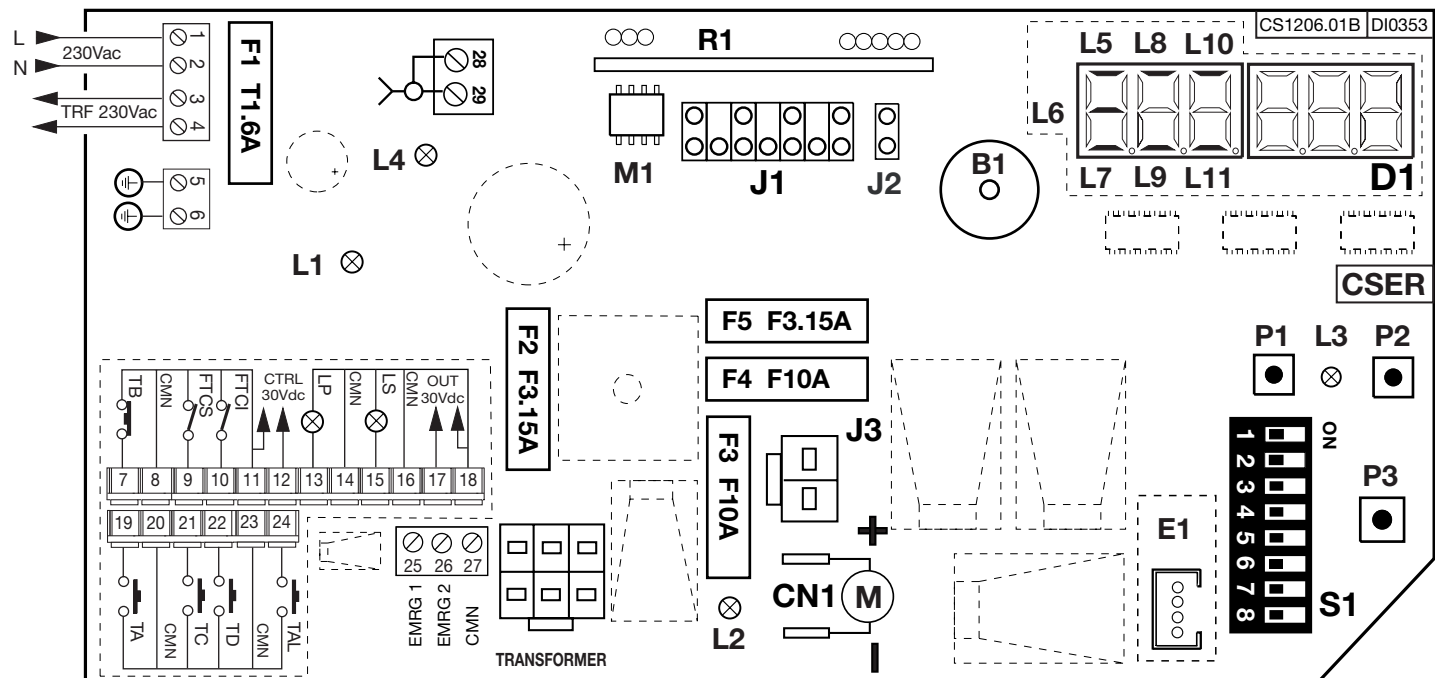 CS1206.01B DI0353
L
N
230Vac
TRF 230Vac
1
2
3
4
5
6
F1 T1.6A
28
29
L4
L1
R1
M1
J1
J2
B1
L5 L8 L10
L6
L7 L9 L11
D1
CSER
P1 L3 P2
P3
F2 F3.15A
F5 F3.15A
F4 F10A
F3 F10A
J3
TB
CMN
FTCS
FTCI
CTRL
30Vdc
LP
CMN
LS
CMN
OUT
30Vdc
7 8 9 10 11 12 13 14 15 16 17 18
19 20 21 22 23 24
TA
CMN
TC
TD
CMN
TAL
25 26 27
EMRG 1
EMRG 2
CMN
TRANSFORMER
L2
+
CN1
M
–
E1
ON
1
2
3
4
5
6
7
8
S1
+
+